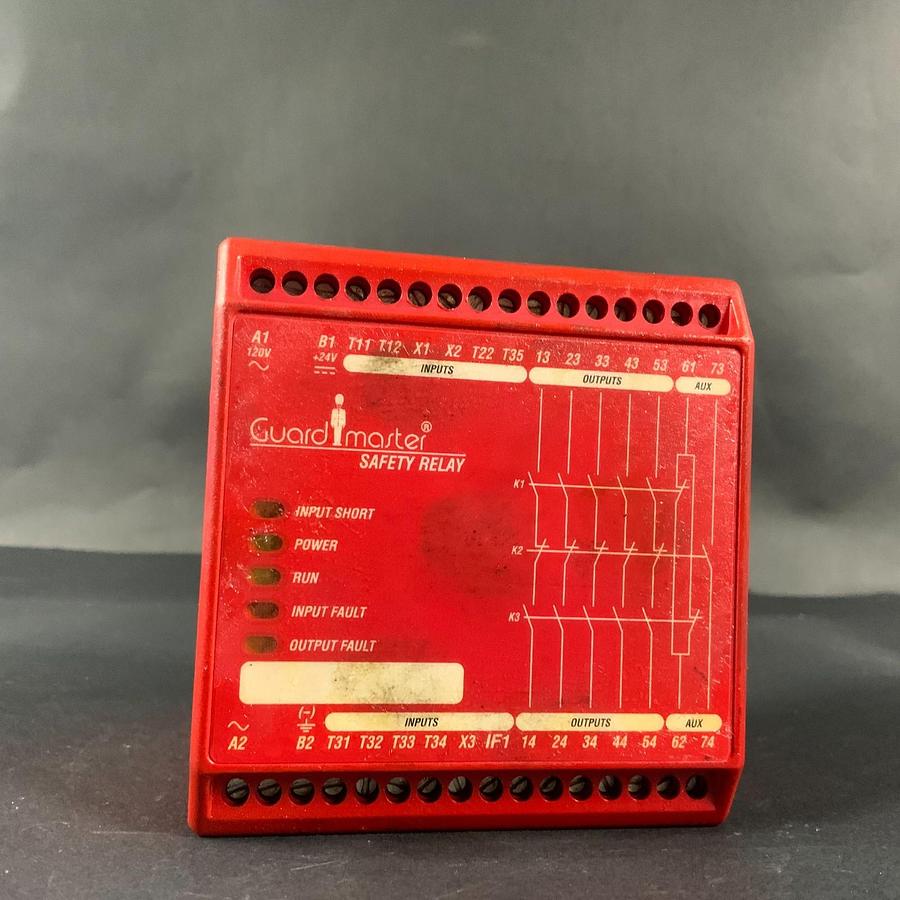 A1 B1 T11 T12 X1 X2 T22 T35 13 23 33 43 53 61 73
120V +24V
~
INPUTS OUTPUTS AUX
Guardmaster®
SAFETY RELAY
K1
INPUT SHORT
POWER
K2
RUN
INPUT FAULT
K3
OUTPUT FAULT
~ (-) INPUTS OUTPUTS AUX
A2 B2 T31 T32 T33 T34 X3 IF1 14 24 34 44 54 62 74